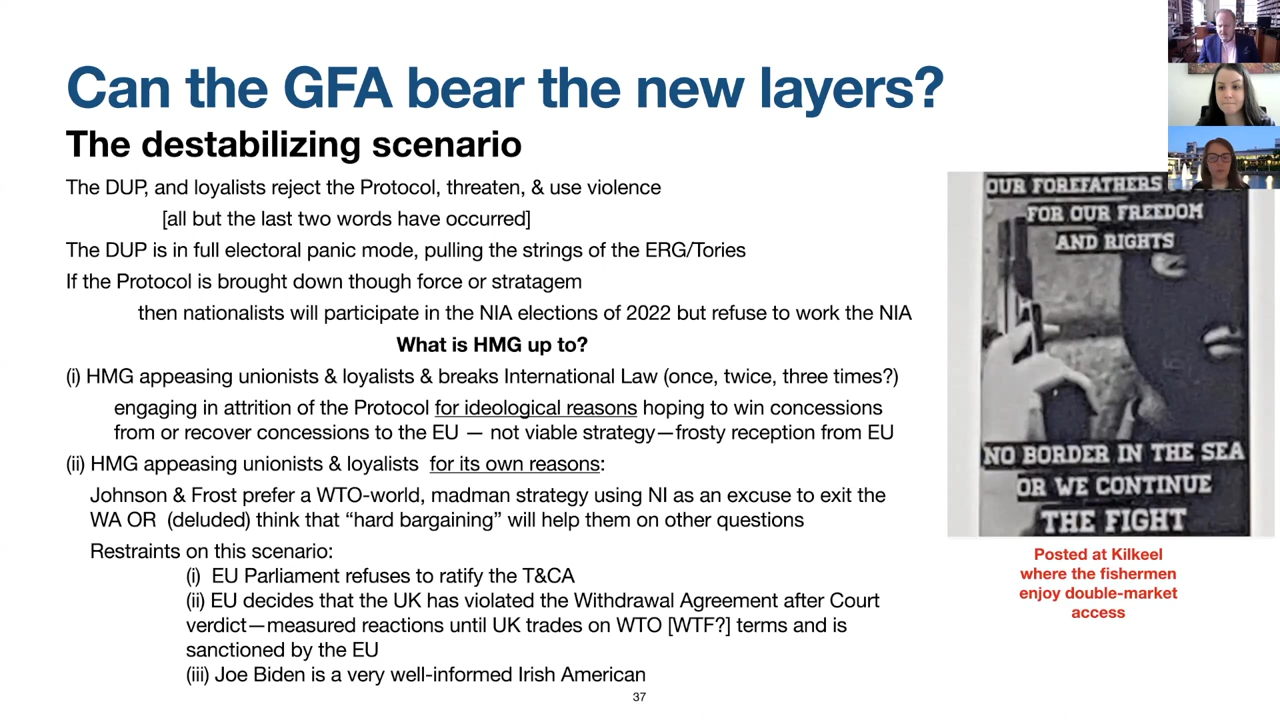 Can the GFA bear the new layers?
The destabilizing scenario
The DUP, and loyalists reject the Protocol, threaten, & use violence
[all but the last two words have occurred]
The DUP is in full electoral panic mode, pulling the strings of the ERG/Tories
If the Protocol is brought down though force or stratagem
then nationalists will participate in the NIA elections of 2022 but refuse to work the NIA
What is HMG up to?
(i) HMG appeasing unionists & loyalists & breaks International Law (once, twice, three times?)
engaging in attrition of the Protocol for ideological reasons hoping to win concessions
from or recover concessions to the EU — not viable strategy—frosty reception from EU
(ii) HMG appeasing unionists & loyalists for its own reasons:
Johnson & Frost prefer a WTO-world, madman strategy using NI as an excuse to exit the
WA OR (deluded) think that “hard bargaining” will help them on other questions
Restraints on this scenario:
(i) EU Parliament refuses to ratify the T&CA
(ii) EU decides that the UK has violated the Withdrawal Agreement after Court
verdict—measured reactions until UK trades on WTO [WTF?] terms and is
sanctioned by the EU
(iii) Joe Biden is a very well-informed Irish American
OUR FOREFATHERS
FOR OUR FREEDOM
AND RIGHTS
NO BORDER IN THE SEA
OR WE CONTINUE
THE FIGHT
Posted at Kilkeel
where the fishermen
enjoy double-market
access
37